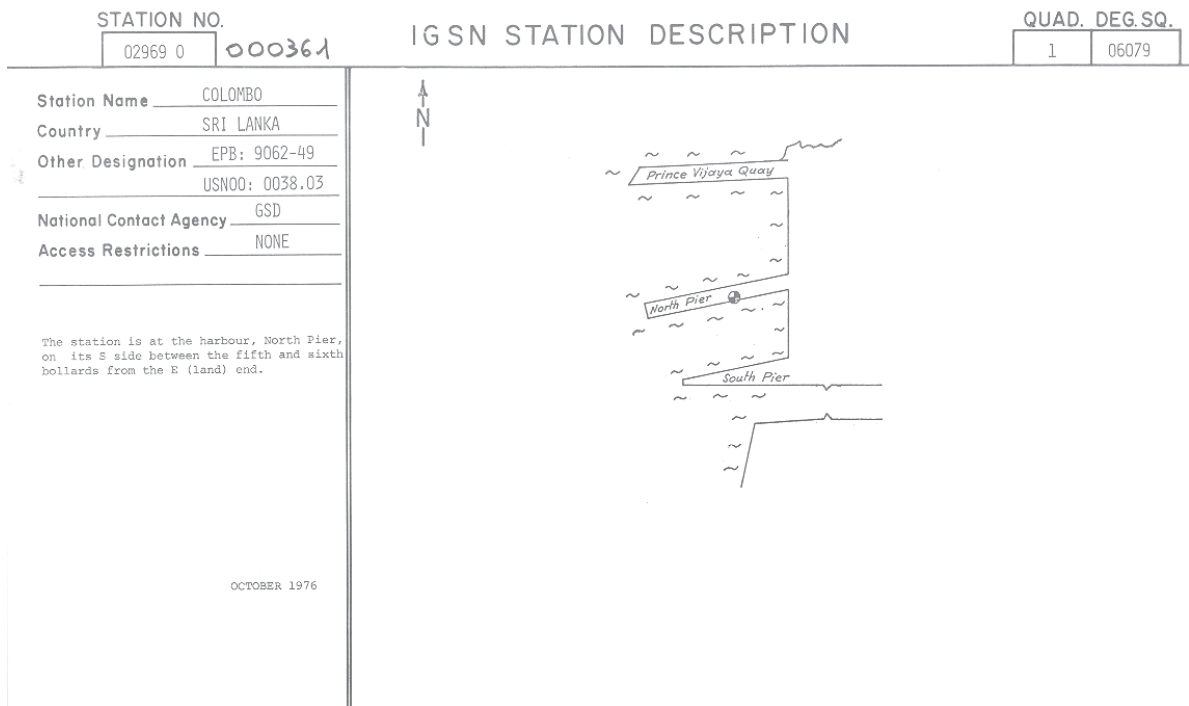 STATION NO.
02969 0 000361
IGSN STATION DESCRIPTION
QUAD. DEG. SQ.
1 06079
Station Name COLOMBO
Country SRI LANKA
Other Designation EPB: 9062-49
USNOO: 0038.03
National Contact Agency GSD
Access Restrictions NONE
The station is at the harbour, North Pier,
on its S side between the fifth and sixth
bollards from the E (land) end.
OCTOBER 1976
N
Prince Vijaya Quay
North Pier
South Pier